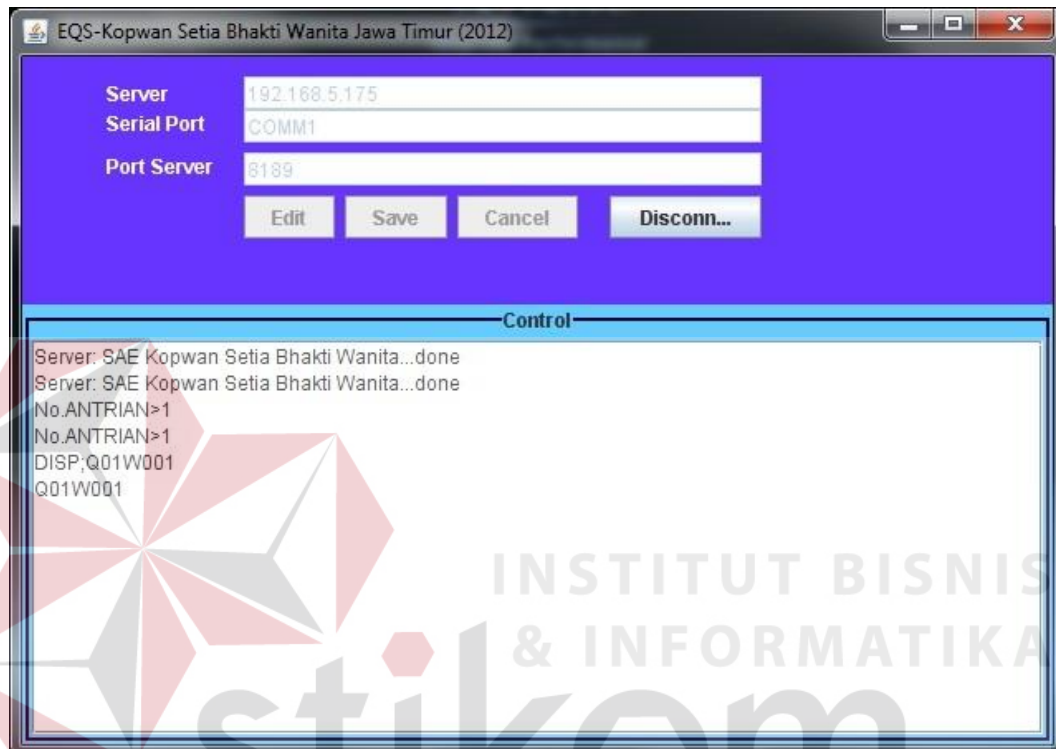 EQS-Kopwan Setia Bhakti Wanita Jawa Timur (2012)
Server 192.168.5.175
Serial Port COMM1
Port Server 8189
Edit Save Cancel Disconn...
Control
Server: SAE Kopwan Setia Bhakti Wanita...done
Server: SAE Kopwan Setia Bhakti Wanita...done
No.ANTRIAN>1
No.ANTRIAN>1
DISP;Q01W001
Q01W001
INSTITUT BISNIS
& INFORMATIKA
stikom